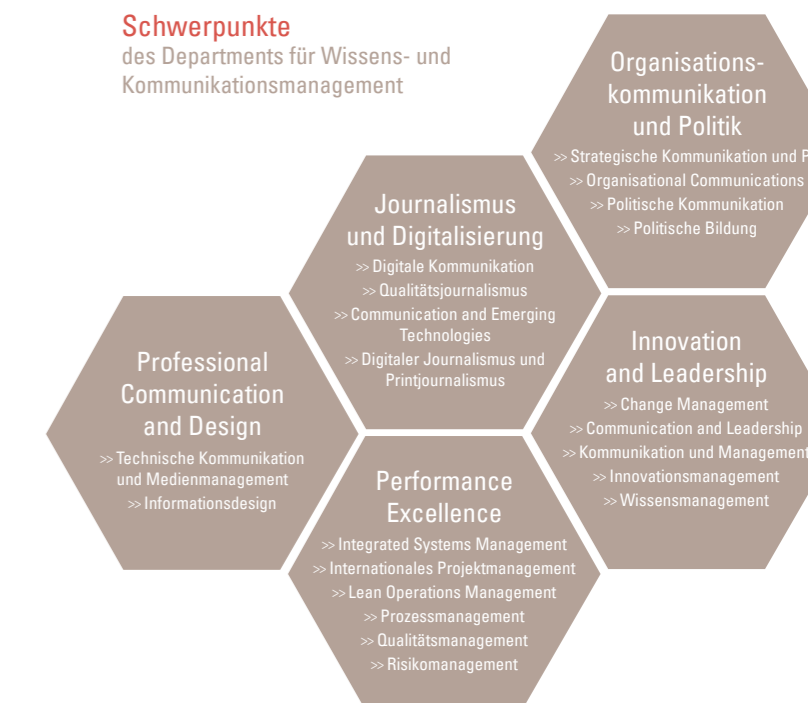 Schwerpunkte
des Departments für Wissens- und
Kommunikationsmanagement
Organisations-
kommunikation
und Politik
>> Strategische Kommunikation und
>> Organisational Communications
>> Politische Kommunikation
>> Politische Bildung
Journalismus
und Digitalisierung
>> Digitale Kommunikation
>> Qualitätsjournalismus
>> Communication and Emerging
Technologies
>> Digitaler Journalismus und
Printjournalismus
Professional
Communication
and Design
>> Technische Kommunikation
und Medienmanagement
>> Informationsdesign
Innovation
and Leadership
>> Change Management
>> Communication and Leadership
>> Kommunikation und Management
>> Innovationsmanagement
>> Wissensmanagement
Performance
Excellence
>> Integrated Systems Management
>> Internationales Projektmanagement
>> Lean Operations Management
>> Prozessmanagement
>> Qualitätsmanagement
>> Risikomanagement